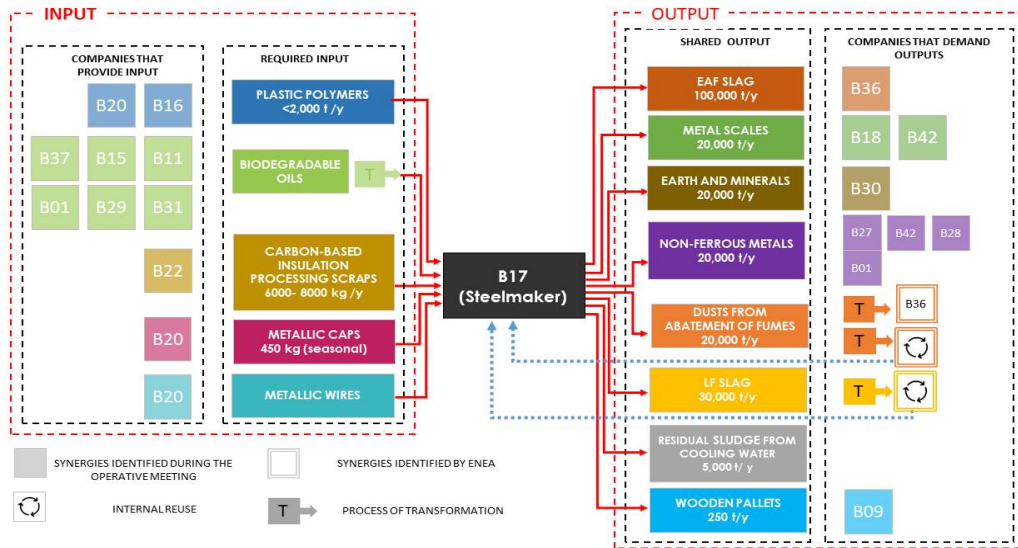 INPUT
COMPANIES THAT
PROVIDE INPUT
REQUIRED INPUT
B20 B16
B37 B15 B11
B01 B29 B31
B22
B20
B20
PLASTIC POLYMERS
<2,000 t /y
BIODEGRADABLE
OILS
T
CARBON-BASED
INSULATION
PROCESSING SCRAPS
6000- 8000 kg /y
METALLIC CAPS
450 kg (seasonal)
METALLIC WIRES
B17
(Steelmaker)
OUTPUT
SHARED OUTPUT
COMPANIES THAT DEMAND
OUTPUTS
EAF SLAG
100,000 t/y
METAL SCALES
20,000 t/y
EARTH AND MINERALS
20,000 t/y
NON-FERROUS METALS
20,000 t/y
DUSTS FROM
ABATEMENT OF FUMES
20,000 t/y
LF SLAG
30,000 t/y
RESIDUAL SLUDGE FROM
COOLING WATER
5,000 t/ y
WOODEN PALLETS
250 t/y
B36
B18 B42
B30
B27 B42 B28
B01
T B36
T
T
B09
SYNERGIES IDENTIFIED DURING THE
OPERATIVE MEETING
SYNERGIES IDENTIFIED BY ENEA
INTERNAL REUSE
T PROCESS OF TRANSFORMATION